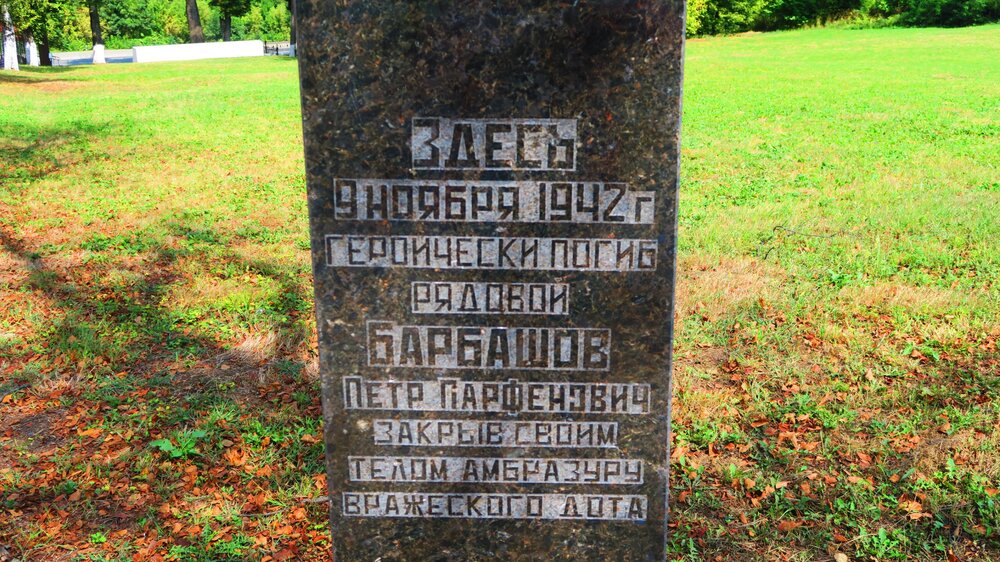 ЗДЕСЬ
9 НОЯБРЯ 1942 г
ГЕРОИЧЕСКИ ПОГИБ
РЯДОВОЙ
БАРБАШОВ
ПЕТР ПАРФЕНОВИЧ
ЗАКРЫВ СВОИМ
ТЕЛОМ АМБРАЗУРУ
ВРАЖЕСКОГО ДОТА